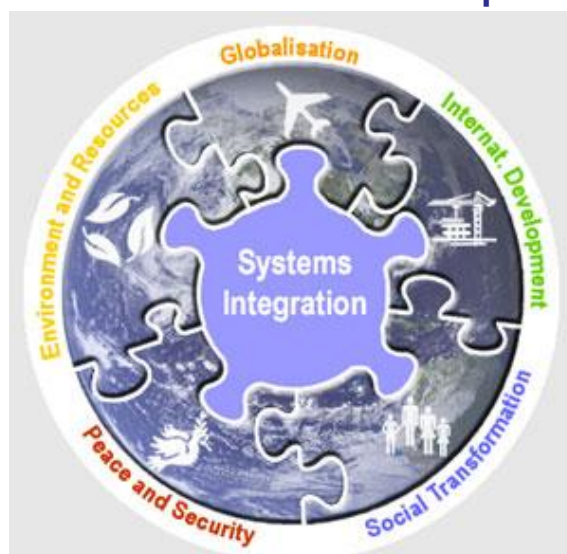 Globalisation
Internat. Development
Social Transformation
Peace and Security
Environment and Resources
Systems
Integration